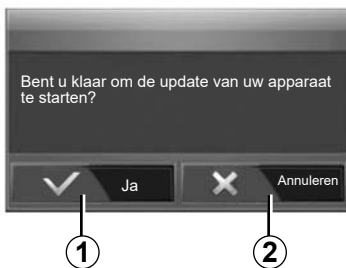 Bent u klaar om de update van uw apparaat
te starten?
Ja
Annuleren
1
2